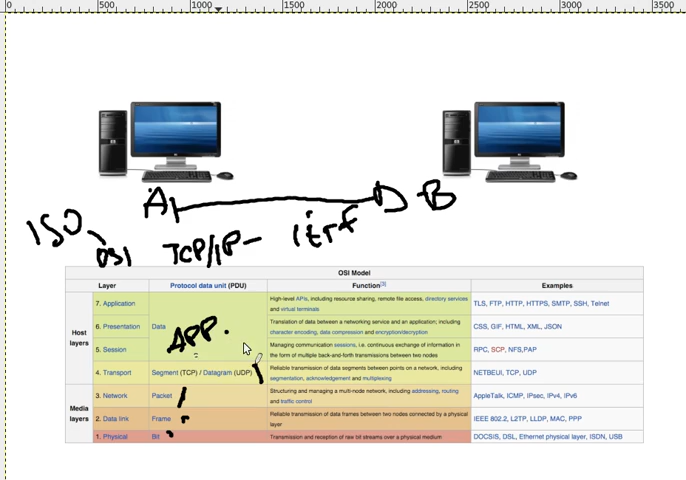 0 500 1000 1500 2000 2500 3000 3500
A B
ISO
OSI TCP/IP- ietf
OSI Model
Layer Protocol data unit (PDU) Function[3] Examples
Host layers
7. Application High-level APIs, including resource sharing, remote file access, directory services and virtual terminals TLS, FTP, HTTP, HTTPS, SMTP, SSH, Telnet
6. Presentation Data Translation of data between a networking service and an application; including character encoding, data compression and encryption/decryption CSS, GIF, HTML, XML, JSON
APP.
5. Session Managing communication sessions, i.e. continuous exchange of information in the form of multiple back-and-forth transmissions between two nodes RPC, SCP, NFS,PAP
4. Transport Segment (TCP) / Datagram (UDP) Reliable transmission of data segments between points on a network, including segmentation, acknowledgement and multiplexing NETBEUI, TCP, UDP
Media layers
3. Network Packet Structuring and managing a multi-node network, including addressing, routing and traffic control AppleTalk, ICMP, IPsec, IPv4, IPv6
2. Data link Frame Reliable transmission of data frames between two nodes connected by a physical layer IEEE 802.2, L2TP, LLDP, MAC, PPP
1. Physical Bit Transmission and reception of raw bit streams over a physical medium DOCSIS, DSL, Ethernet physical layer, ISDN, USB